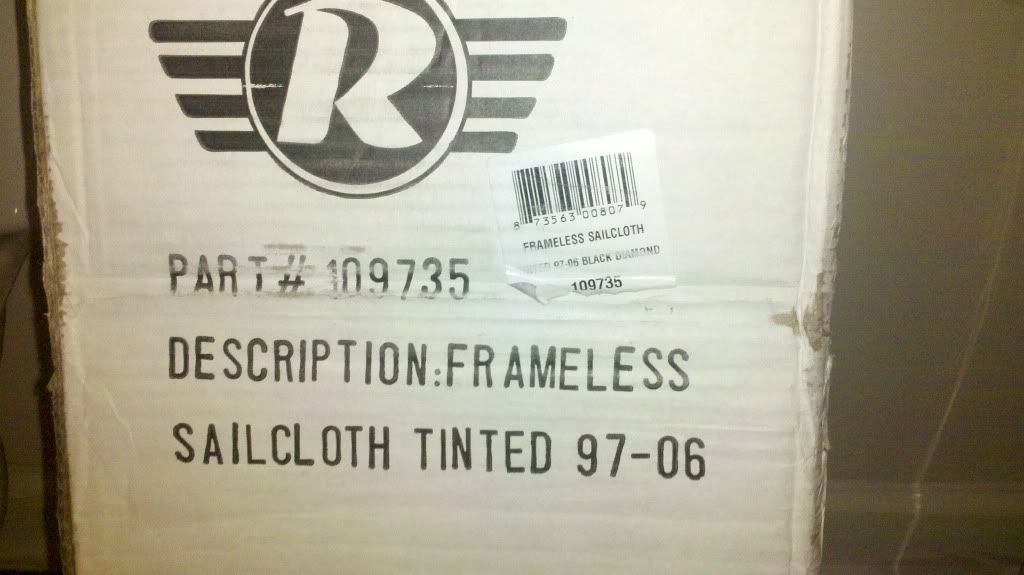 R
8 73563 00807 9
FRAMELESS SAILCLOTH
97-06 BLACK DIAMOND
109735
PART# 109735
DESCRIPTION:FRAMELESS
SAILCLOTH TINTED 97-06